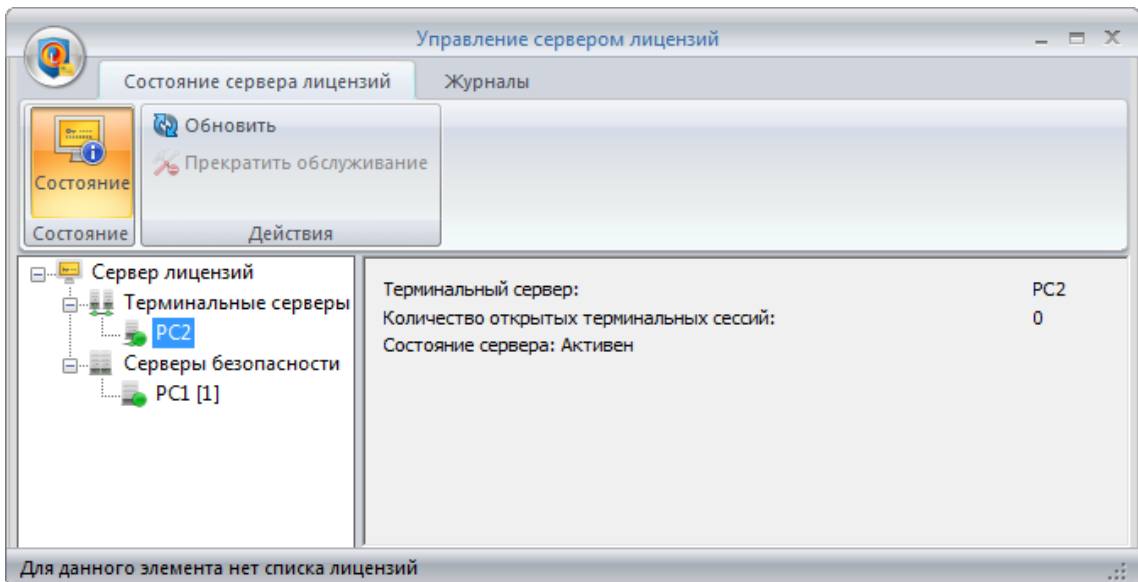 Управление сервером лицензий
Состояние сервера лицензий Журналы
Обновить
Прекратить обслуживание
Состояние
Состояние Действия
Сервер лицензий
Терминальные серверы
PC2
Серверы безопасности
PC1 [1]
Терминальный сервер: PC2
Количество открытых терминальных сессий: 0
Состояние сервера: Активен
Для данного элемента нет списка лицензий